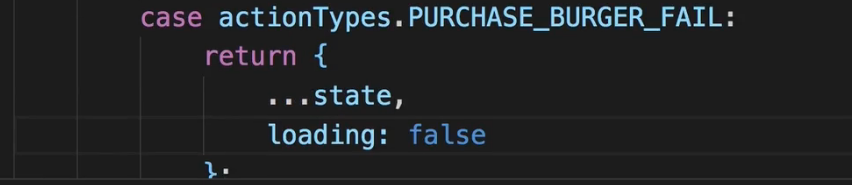 case actionTypes.PURCHASE_BURGER_FAIL:
return {
...state,
loading: false
};